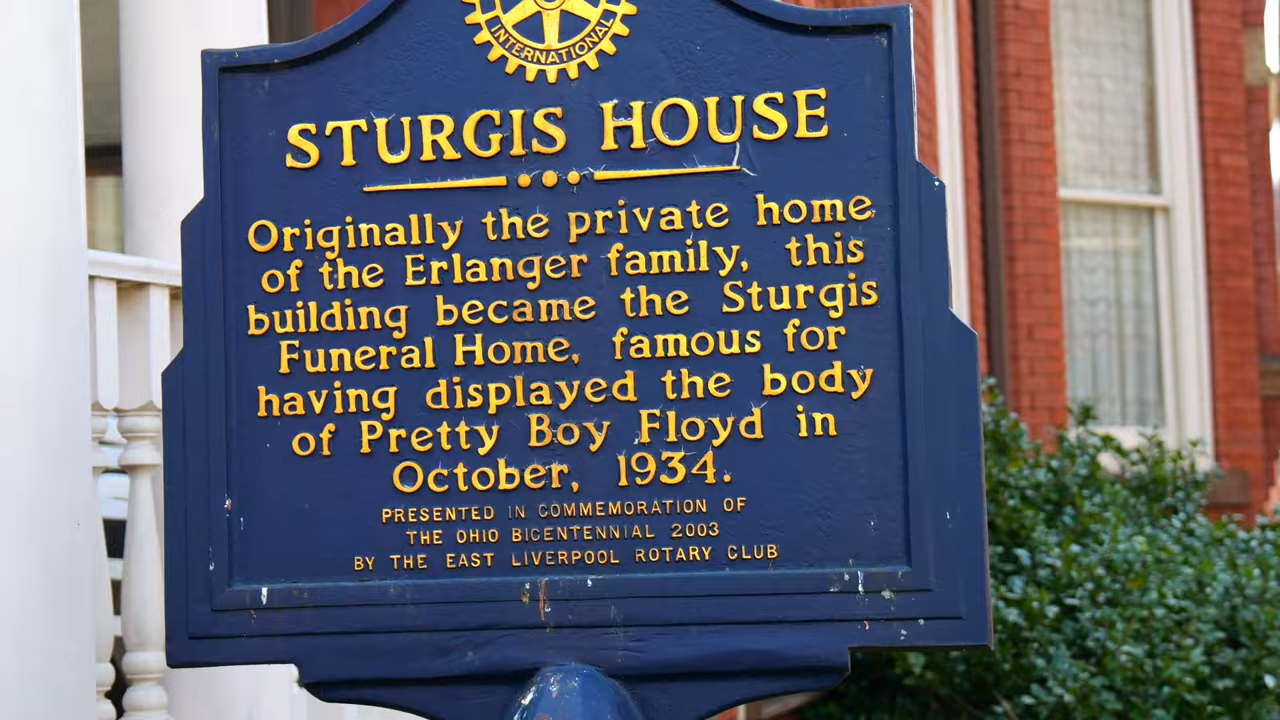 INTERNATIONAL
STURGIS HOUSE
Originally the private home
of the Erlanger family, this
building became the Sturgis
Funeral Home, famous for
having displayed the body
of Pretty Boy Floyd in
October, 1934.
PRESENTED IN COMMEMORATION OF
THE OHIO BICENTENNIAL 2003
BY THE EAST LIVERPOOL ROTARY CLUB